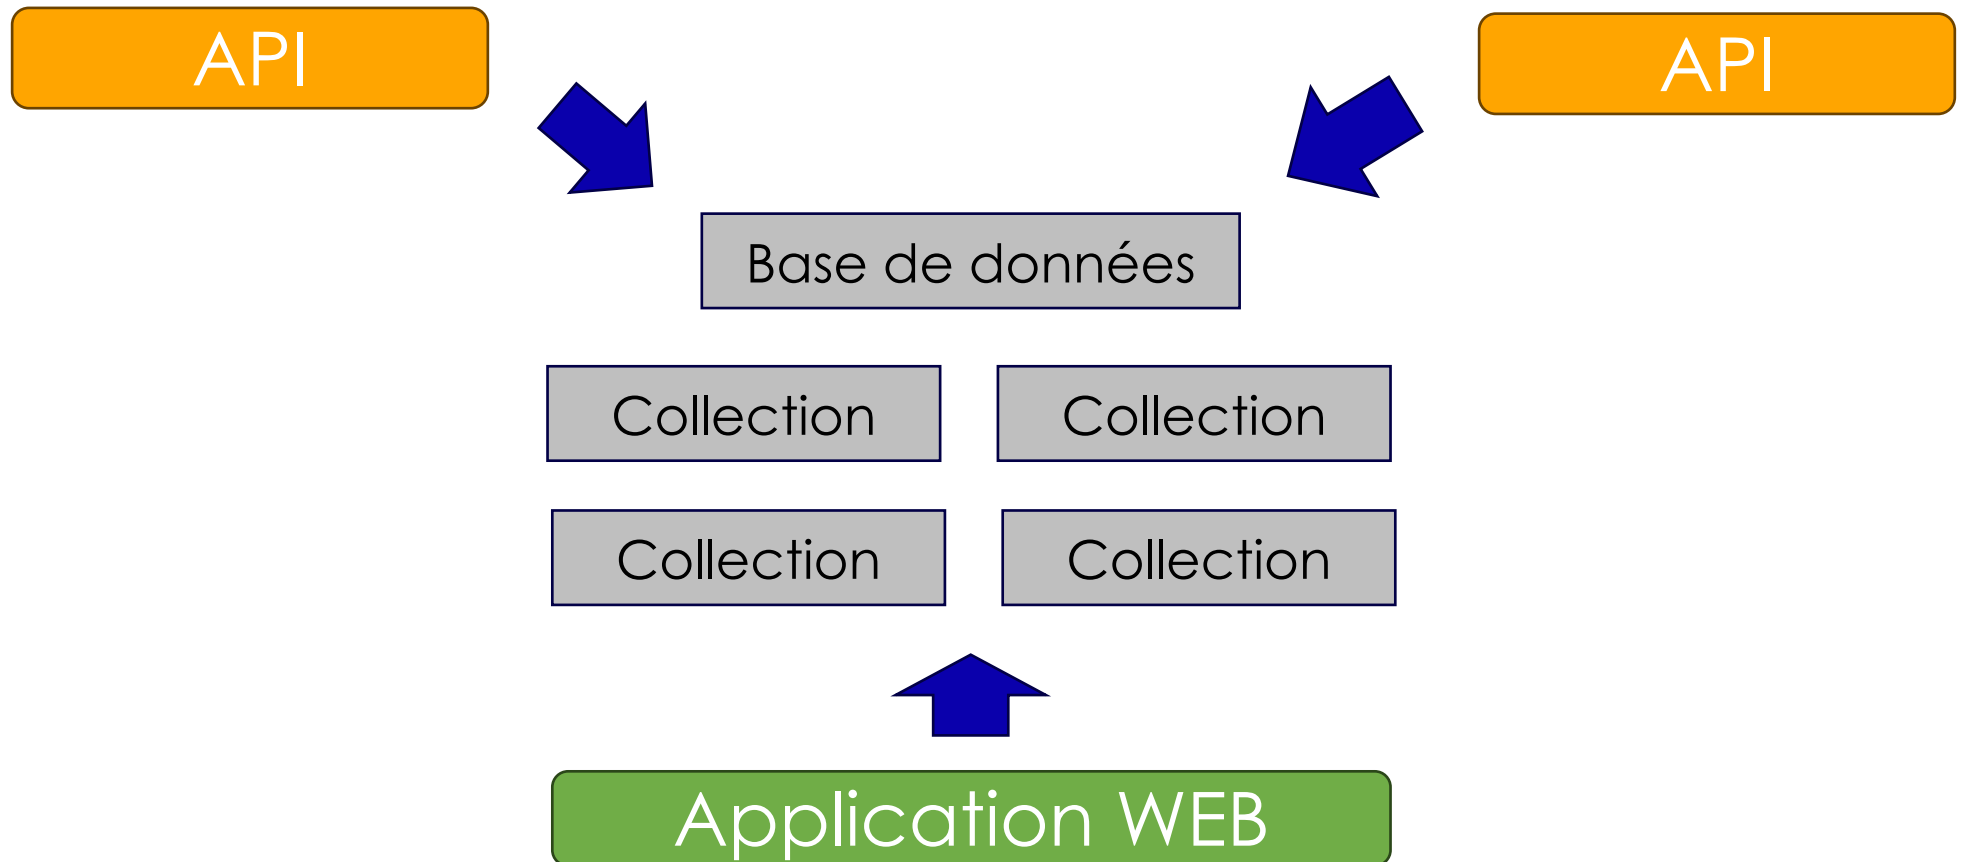 API
API
Base de données
Collection
Collection
Collection
Collection
Application WEB